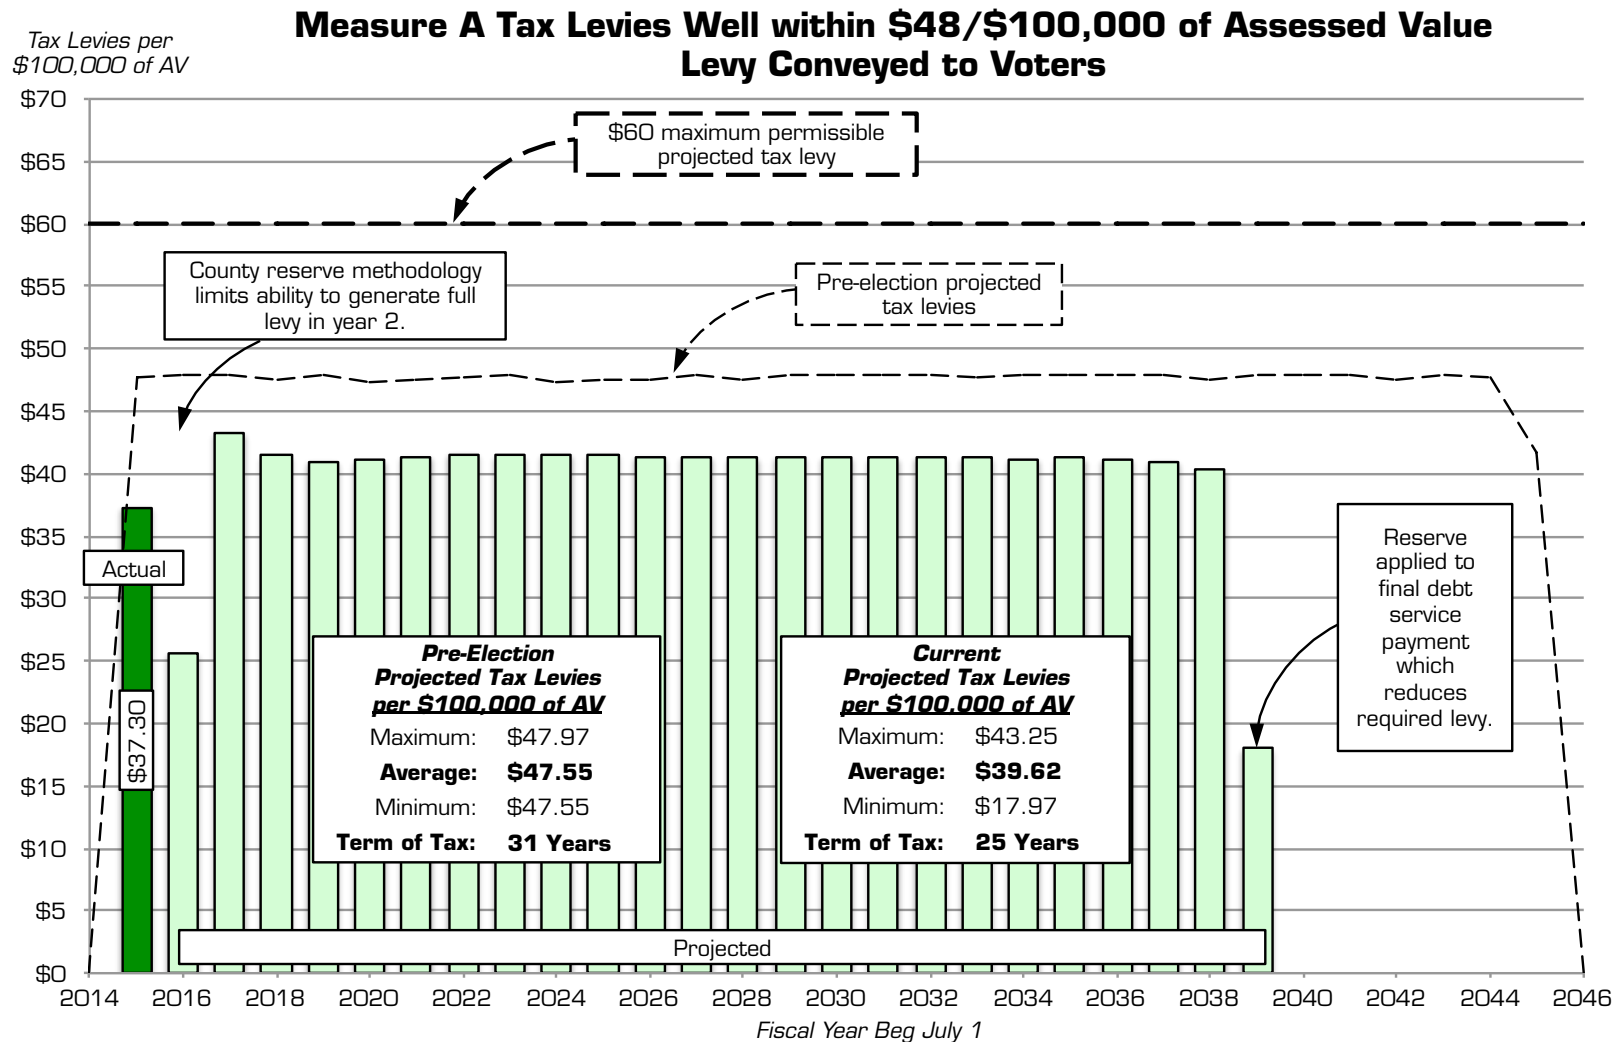 Measure A Tax Levies Well within $48/$100,000 of Assessed Value
Levy Conveyed to Voters
Tax Levies per
$100,000 of AV
$70
$65
$60
$55
$50
$45
$40
$35
$30
$25
$20
$15
$10
$5
$0
$60 maximum permissible
projected tax levy
County reserve methodology
limits ability to generate full
levy in year 2.
Pre-election projected
tax levies
Actual
$37.30
Pre-Election
Projected Tax Levies
per $100,000 of AV
Maximum: $47.97
Average: $47.55
Minimum: $47.55
Term of Tax: 31 Years
Current
Projected Tax Levies
per $100,000 of AV
Maximum: $43.25
Average: $39.62
Minimum: $17.97
Term of Tax: 25 Years
Reserve
applied to
final debt
service
payment
which
reduces
required levy.
Projected
2014 2016 2018 2020 2022 2024 2026 2028 2030 2032 2034 2036 2038 2040 2042 2044 2046
Fiscal Year Beg July 1